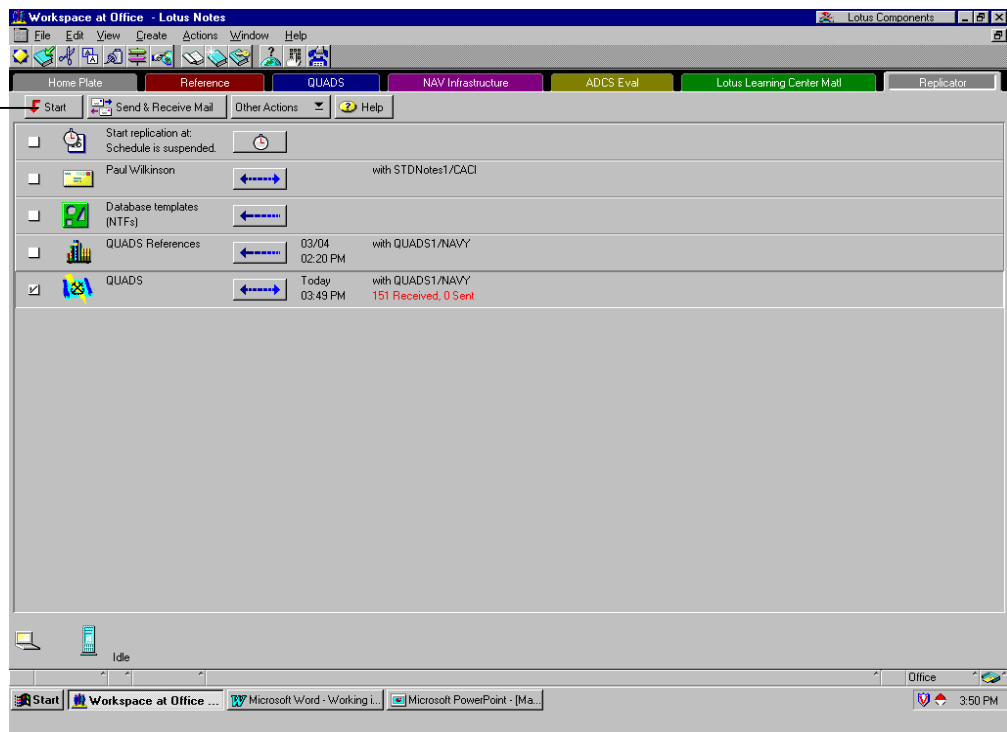 Workspace at Office - Lotus Notes
Lotus Components
File Edit View Create Actions Window Help
Home Plate Reference QUADS NAV Infrastructure ADCS Eval Lotus Learning Center Matl Replicator
Start Send & Receive Mail Other Actions Help
Start replication at:
Schedule is suspended.
Paul Wilkinson with STDNotes1/CACI
Database templates
(NTFs)
QUADS References 03/04 with QUADS1/NAVY
02:20 PM
QUADS Today with QUADS1/NAVY
03:49 PM 151 Received, 0 Sent
Idle
Office
Start Workspace at Office ... Microsoft Word - Working i... Microsoft PowerPoint - [Ma... 3:50 PM